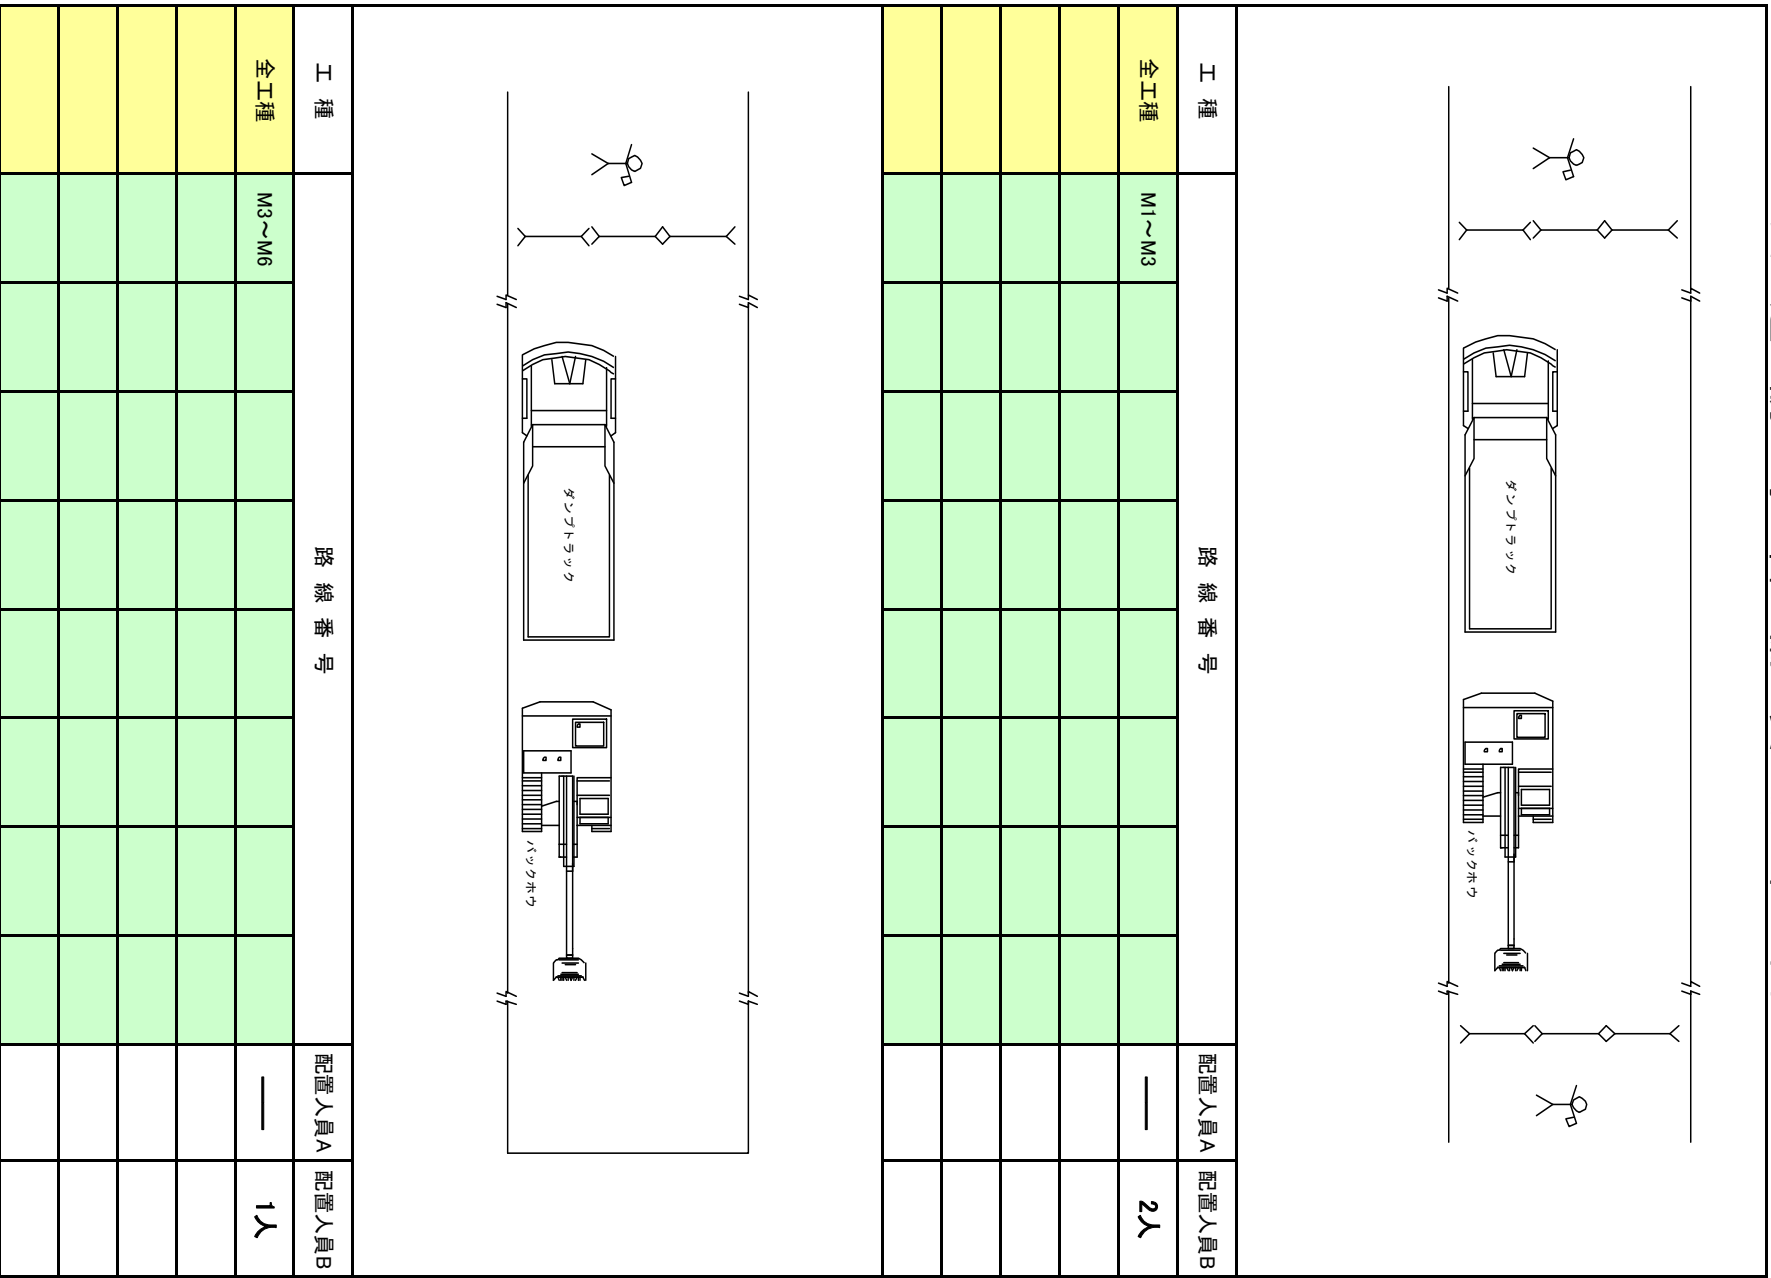 ダンプトラック
バックホウ
工 種 路 線 番 号 配置人員A 配置人員B
全工種 M1～M3 ― 2人
ダンプトラック
バックホウ
工 種 路 線 番 号 配置人員A 配置人員B
全工種 M3～M6 ― 1人